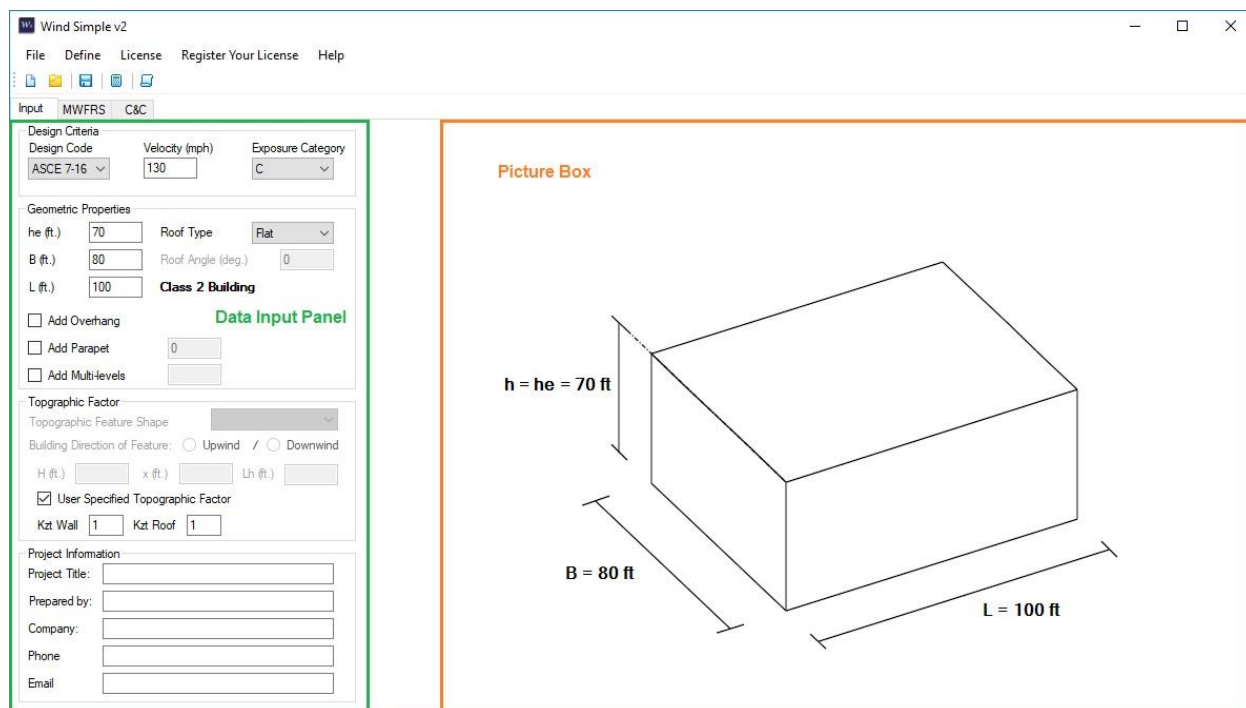 Wind Simple v2
File Define License Register Your License Help
Input MWFRS C&C
Design Criteria
Design Code Velocity (mph) Exposure Category
ASCE 7-16 130 C
Geometric Properties
he (ft.) 70 Roof Type Flat
B (ft.) 80 Roof Angle (deg.) 0
L (ft.) 100 Class 2 Building
Add Overhang Data Input Panel
Add Parapet 0
Add Multi-levels
Topgraphic Factor
Topographic Feature Shape
Building Direction of Feature: Upwind / Downwind
H (ft.) x (ft.) Lh (ft.)
User Specified Topographic Factor
Kzt Wall 1 Kzt Roof 1
Project Information
Project Title:
Prepared by:
Company:
Phone
Email
Picture Box
h = he = 70 ft
B = 80 ft
L = 100 ft